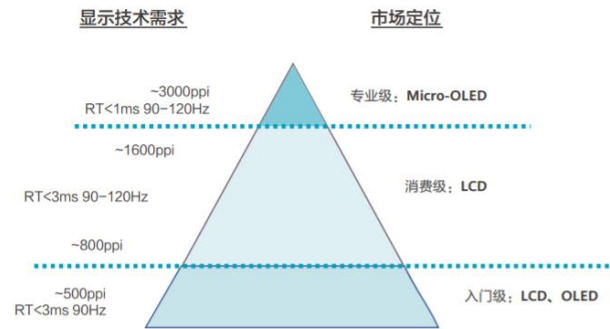 显示技术需求
市场定位
~3000ppi
RT<1ms 90-120Hz
专业级：Micro-OLED
~1600ppi
RT<3ms 90-120Hz
消费级：LCD
~800ppi
~500ppi
RT<3ms 90Hz
入门级：LCD、OLED